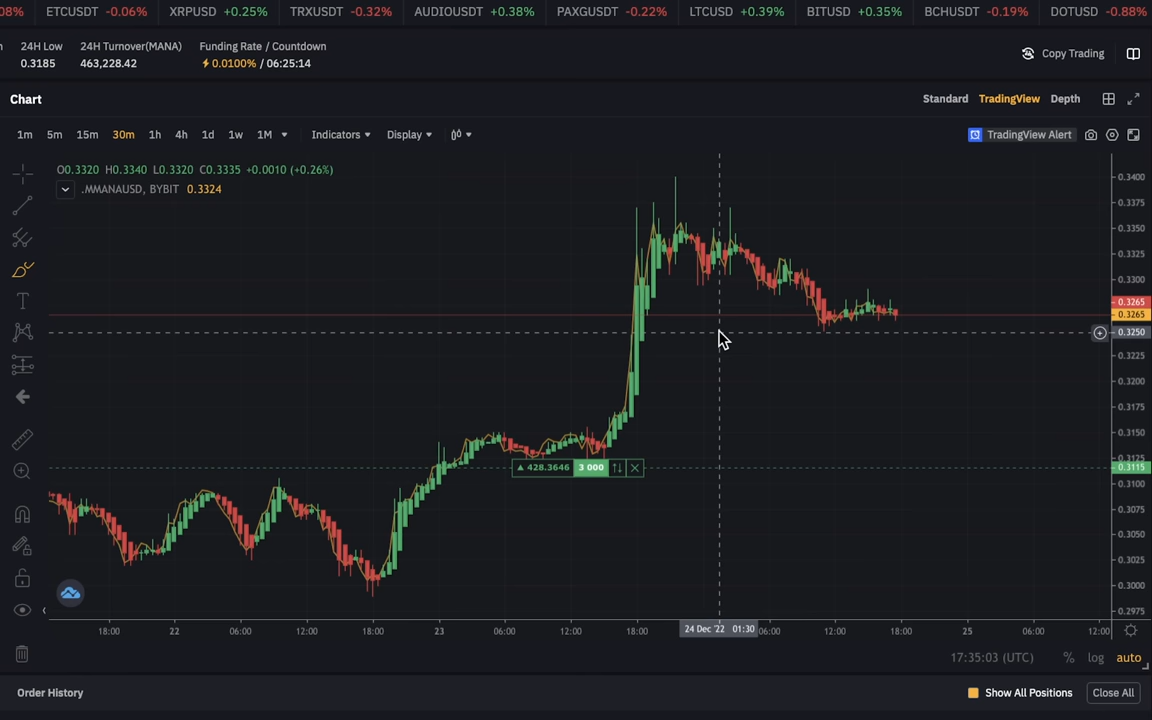 08% ETCUSDT -0.06% XRPUSD +0.25% TRXUSDT -0.32% AUDIOUSDT +0.38% PAXGUSDT -0.22% LTCUSD +0.39% BITUSD +0.35% BCHUSDT -0.19% DOTUSD -0.88%
24H Low 24H Turnover(MANA) Funding Rate / Countdown
0.3185 463,228.42 0.0100% / 06:25:14
Copy Trading
Chart
Standard TradingView Depth
1m 5m 15m 30m 1h 4h 1d 1w 1M Indicators Display
TradingView Alert
O0.3320 H0.3340 L0.3320 C0.3335 +0.0010 (+0.26%)
.MMANAUSD, BYBIT 0.3324
0.3400
0.3375
0.3350
0.3325
0.3300
0.3265
0.3265
0.3250
0.3225
0.3200
0.3175
0.3150
0.3125
428.3646 3 000
0.3115
0.3100
0.3075
0.3050
0.3025
0.3000
0.2975
18:00 22 06:00 12:00 18:00 23 06:00 12:00 18:00 24 Dec '22 01:30 06:00 12:00 18:00 25 06:00 12:00
17:35:03 (UTC) % log auto
Order History
Show All Positions Close All